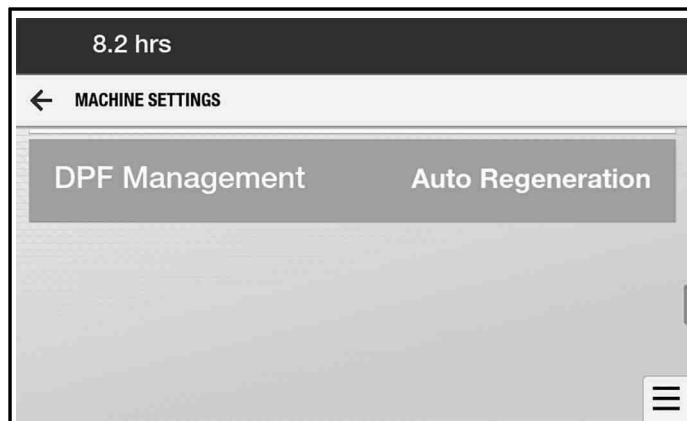 8.2 hrs
MACHINE SETTINGS
DPF Management Auto Regeneration